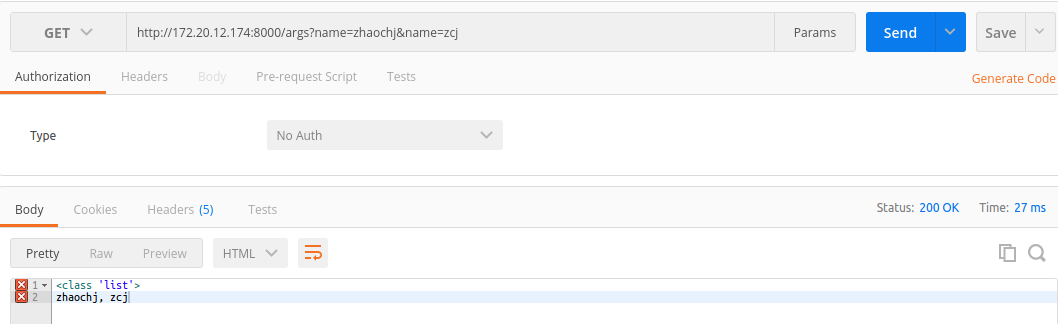 GET http://172.20.12.174:8000/args?name=zhaochj&name=zcj Params Send Save
Authorization Headers Body Pre-request Script Tests Generate Code
Type No Auth
Body Cookies Headers (5) Tests Status: 200 OK Time: 27 ms
Pretty Raw Preview HTML
1 <class 'list'>
2 zhaochj, zcj